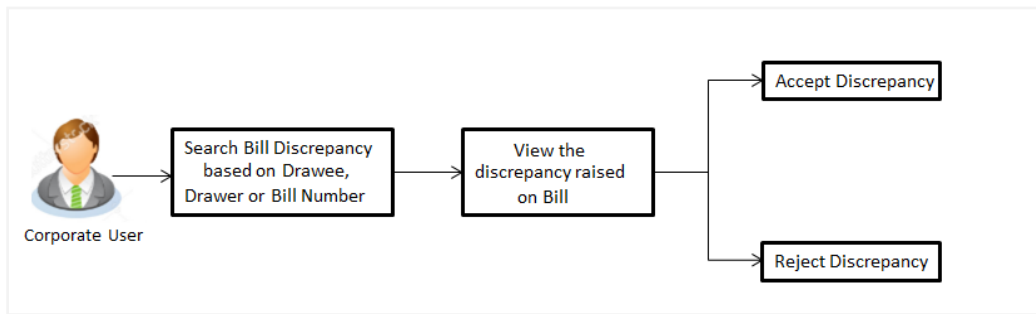 Accept Discrepancy
Search Bill Discrepancy
based on Drawee,
Drawer or Bill Number
View the
discrepancy raised
on Bill
Corporate User
Reject Discrepancy